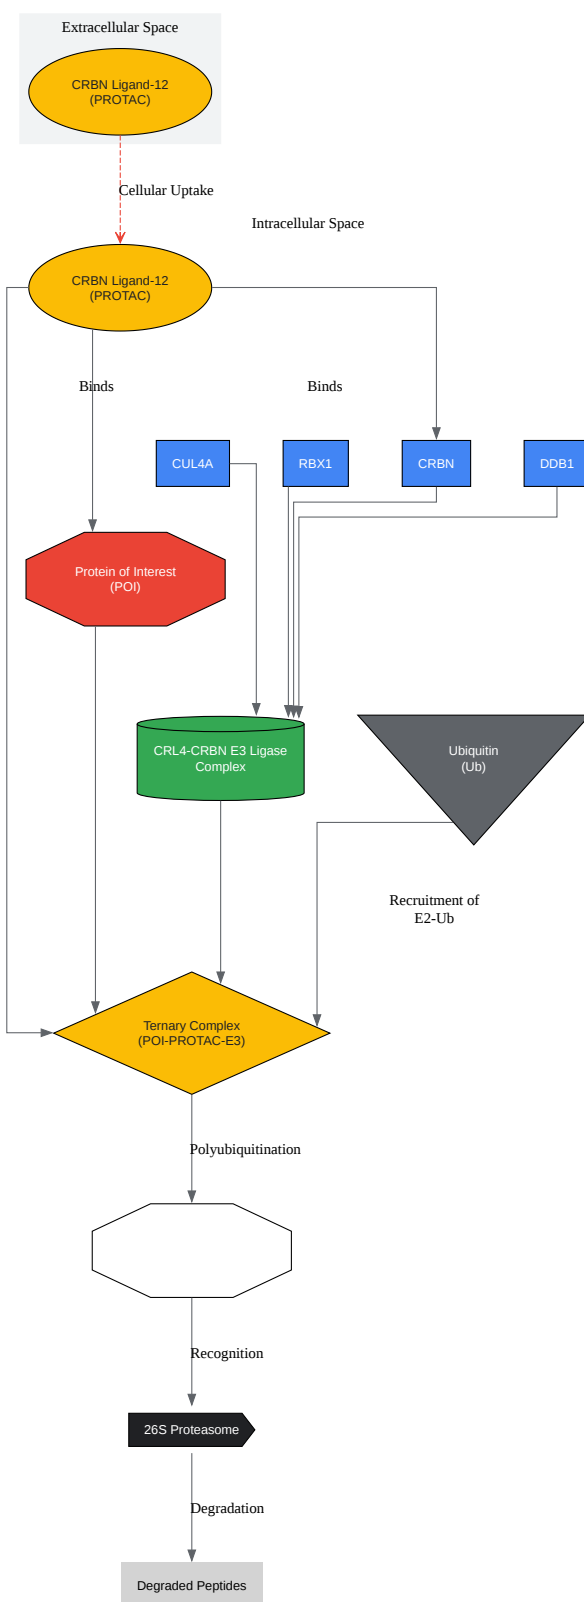 Extracellular Space
CRBN Ligand-12
(PROTAC)
Cellular Uptake
Intracellular Space
CRBN Ligand-12
(PROTAC)
Binds
Binds
CUL4A
RBX1
CRBN
DDB1
Protein of Interest
(POI)
CRL4-CRBN E3 Ligase
Complex
Ubiquitin
(Ub)
Recruitment of
E2-Ub
Ternary Complex
(POI-PROTAC-E3)
Polyubiquitination
Recognition
26S Proteasome
Degradation
Degraded Peptides